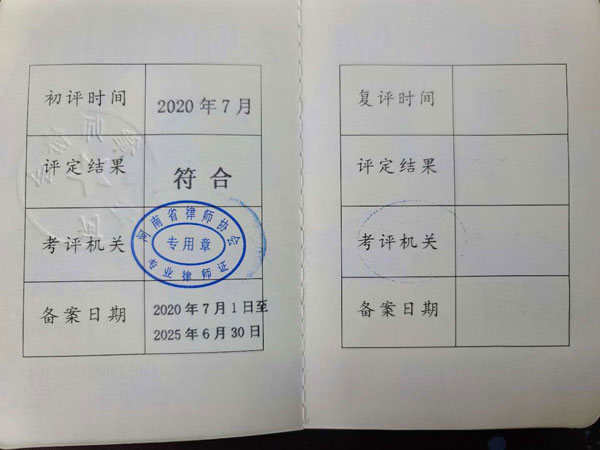 初评时间
2020年7月
评定结果
符合
考评机关
河南省律师协会
专用章
专业律师证
备案日期
2020年7月1日至
2025年6月30日
复评时间
评定结果
考评机关
备案日期